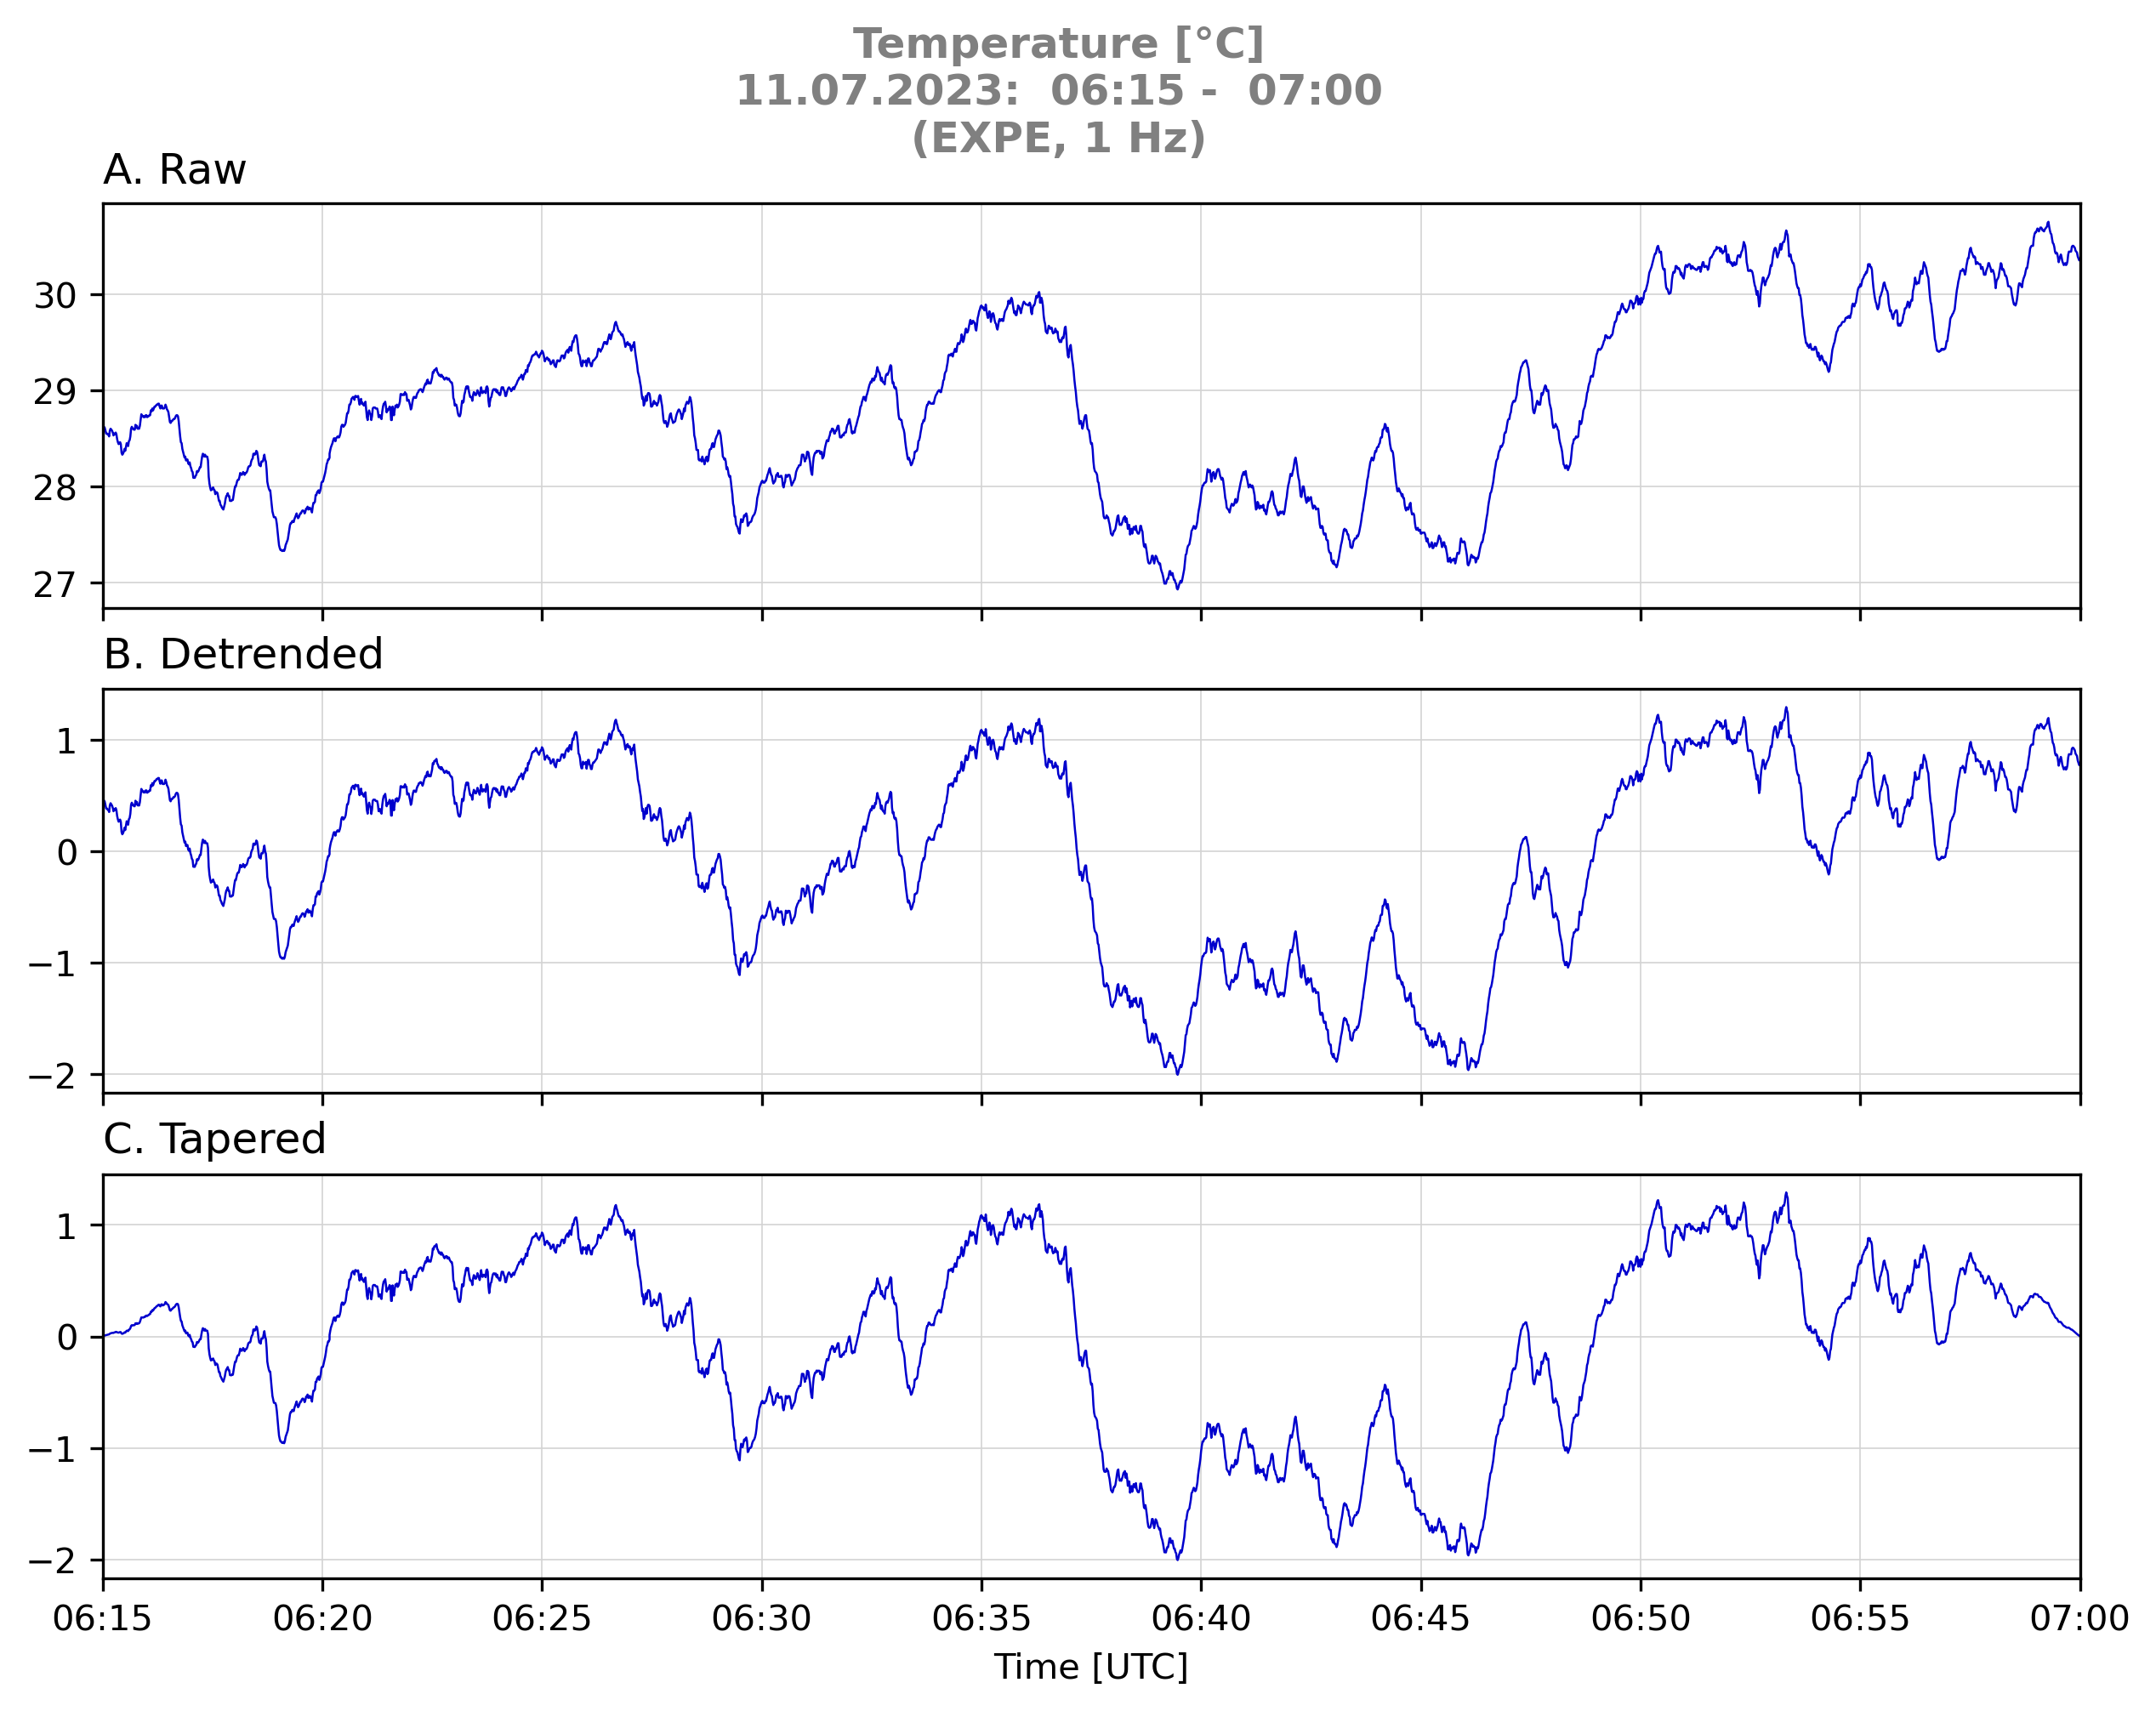 Temperature [°C]
11.07.2023:  06:15 -  07:00
(EXPE, 1 Hz)
A. Raw
30
29
28
27
B. Detrended
1
0
−1
−2
C. Tapered
1
0
−1
−2
06:15 06:20 06:25 06:30 06:35 06:40 06:45 06:50 06:55 07:00
Time [UTC]